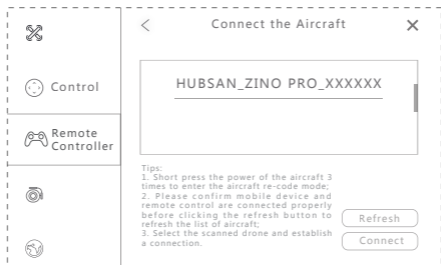 Connect the Aircraft
HUBSAN_ZINO PRO_XXXXXX
Control
Remote
Controller
Tips:
1. Short press the power of the aircraft 3
times to enter the aircraft re-code mode;
2. Please confirm mobile device and
remote control are connected properly
before clicking the refresh button to
refresh the list of aircraft;
3. Select the scanned drone and establish
a connection.
Refresh
Connect